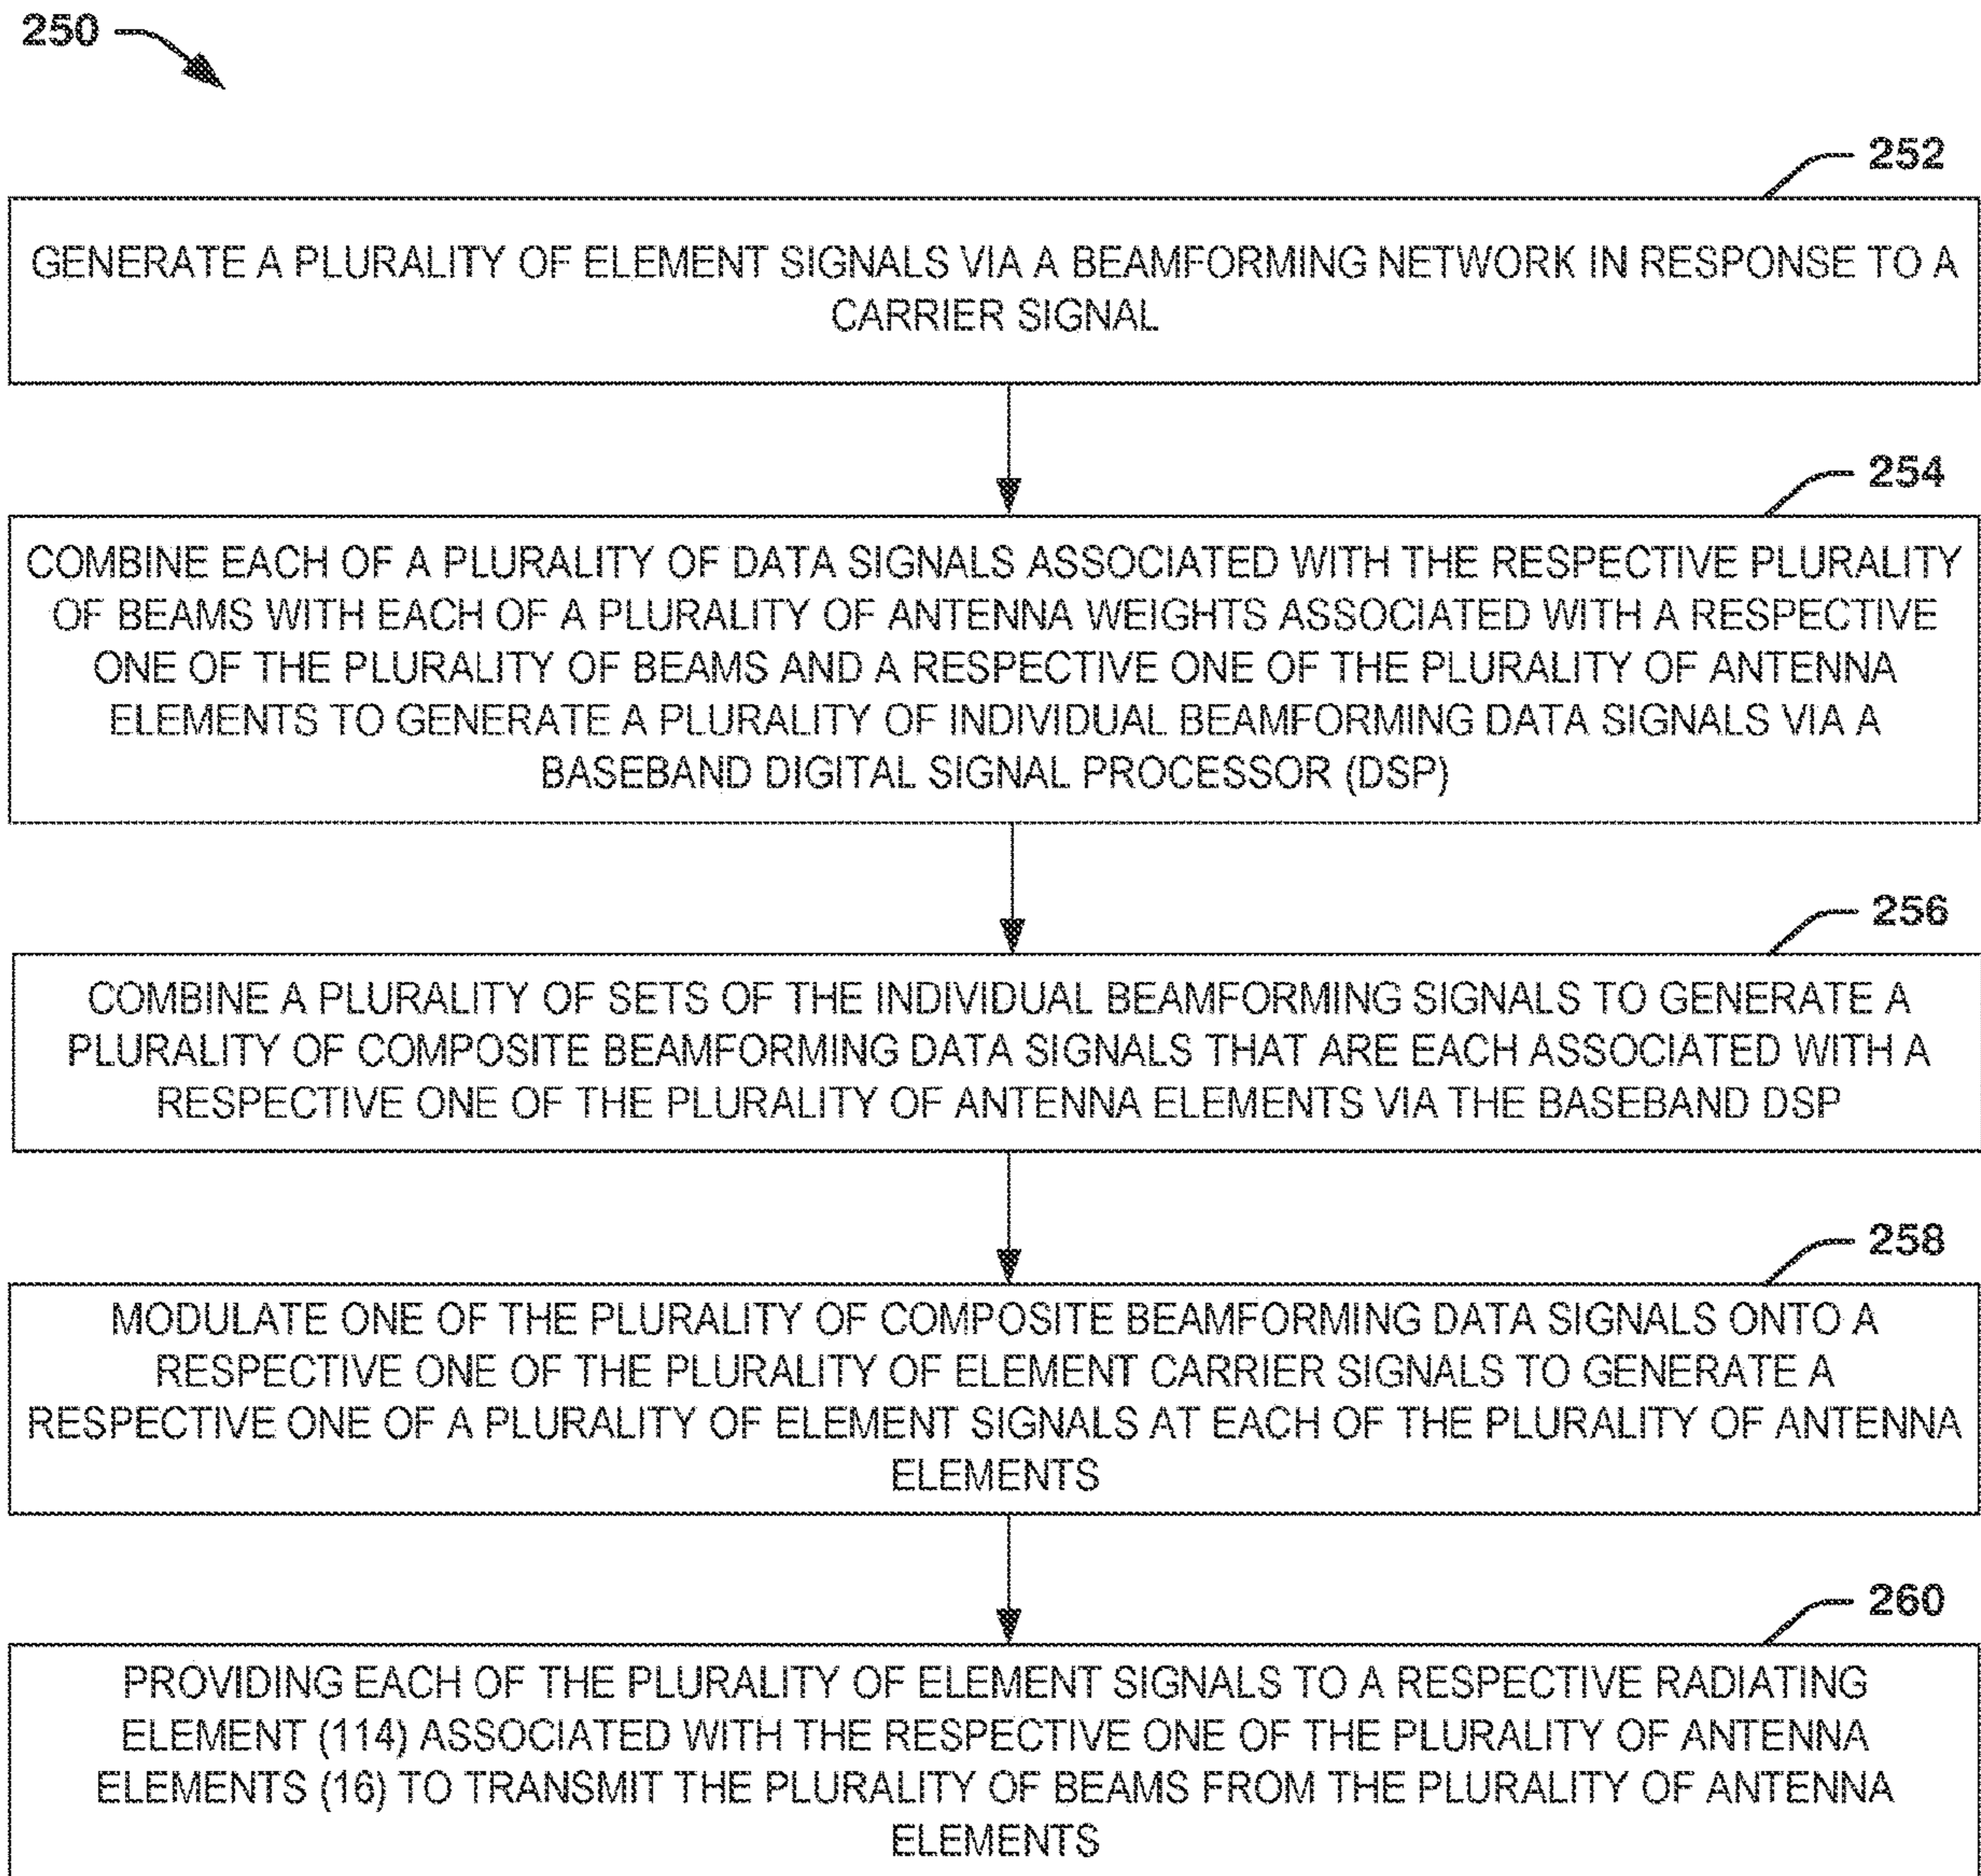 250
252
GENERATE A PLURALITY OF ELEMENT SIGNALS VIA A BEAMFORMING NETWORK IN RESPONSE TO A
CARRIER SIGNAL
254
COMBINE EACH OF A PLURALITY OF DATA SIGNALS ASSOCIATED WITH THE RESPECTIVE PLURALITY
OF BEAMS WITH EACH OF A PLURALITY OF ANTENNA WEIGHTS ASSOCIATED WITH A RESPECTIVE
ONE OF THE PLURALITY OF BEAMS AND A RESPECTIVE ONE OF THE PLURALITY OF ANTENNA
ELEMENTS TO GENERATE A PLURALITY OF INDIVIDUAL BEAMFORMING DATA SIGNALS VIA A
BASEBAND DIGITAL SIGNAL PROCESSOR (DSP)
256
COMBINE A PLURALITY OF SETS OF THE INDIVIDUAL BEAMFORMING SIGNALS TO GENERATE A
PLURALITY OF COMPOSITE BEAMFORMING DATA SIGNALS THAT ARE EACH ASSOCIATED WITH A
RESPECTIVE ONE OF THE PLURALITY OF ANTENNA ELEMENTS VIA THE BASEBAND DSP
258
MODULATE ONE OF THE PLURALITY OF COMPOSITE BEAMFORMING DATA SIGNALS ONTO A
RESPECTIVE ONE OF THE PLURALITY OF ELEMENT CARRIER SIGNALS TO GENERATE A
RESPECTIVE ONE OF A PLURALITY OF ELEMENT SIGNALS AT EACH OF THE PLURALITY OF ANTENNA
ELEMENTS
260
PROVIDING EACH OF THE PLURALITY OF ELEMENT SIGNALS TO A RESPECTIVE RADIATING
ELEMENT (114) ASSOCIATED WITH THE RESPECTIVE ONE OF THE PLURALITY OF ANTENNA
ELEMENTS (16) TO TRANSMIT THE PLURALITY OF BEAMS FROM THE PLURALITY OF ANTENNA
ELEMENTS